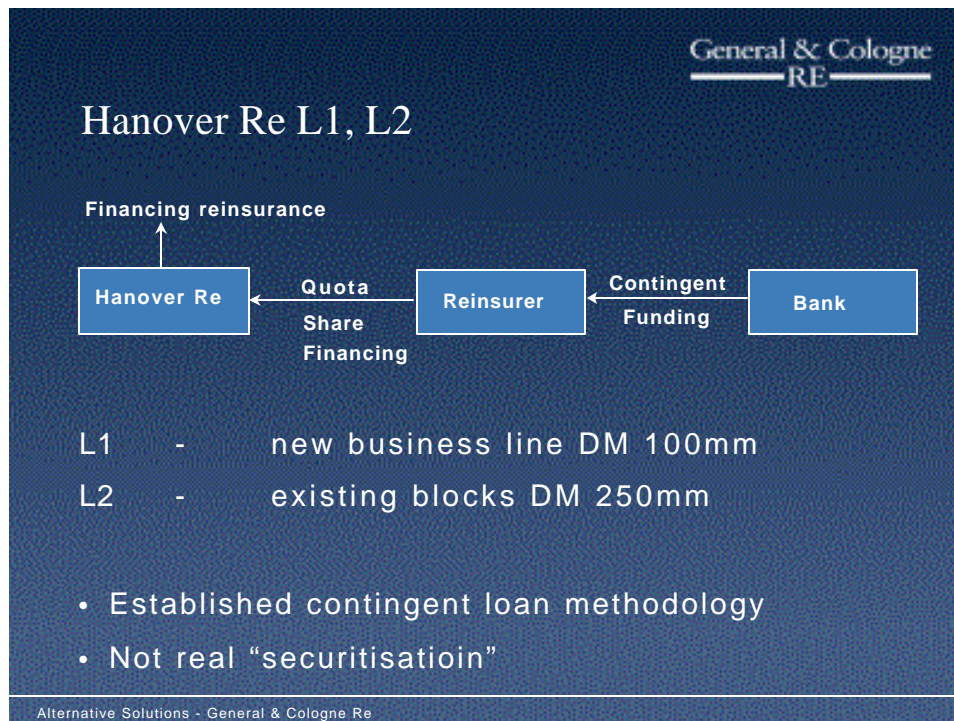 General & Cologne
RE
Hanover Re L1, L2
Financing reinsurance
Hanover Re
Quota
Share
Financing
Reinsurer
Contingent
Funding
Bank
L1 - new business line DM 100mm
L2 - existing blocks DM 250mm
• Established contingent loan methodology
• Not real “securitisatioin”
Alternative Solutions - General & Cologne Re